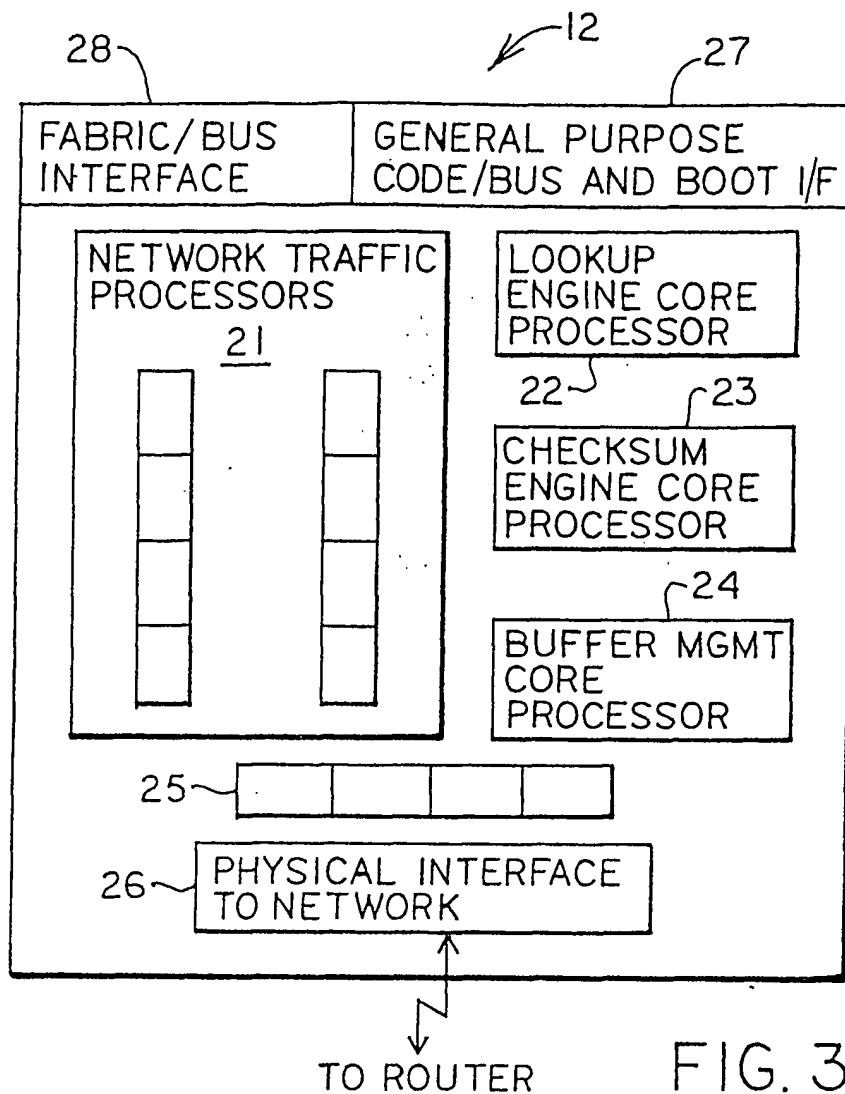 12
28
27
FABRIC/BUS
INTERFACE
GENERAL PURPOSE
CODE/BUS AND BOOT I/F
NETWORK TRAFFIC
PROCESSORS
21
LOOKUP
ENGINE CORE
PROCESSOR
22
23
CHECKSUM
ENGINE CORE
PROCESSOR
24
BUFFER MGMT
CORE
PROCESSOR
25
26
PHYSICAL INTERFACE
TO NETWORK
TO ROUTER
FIG. 3